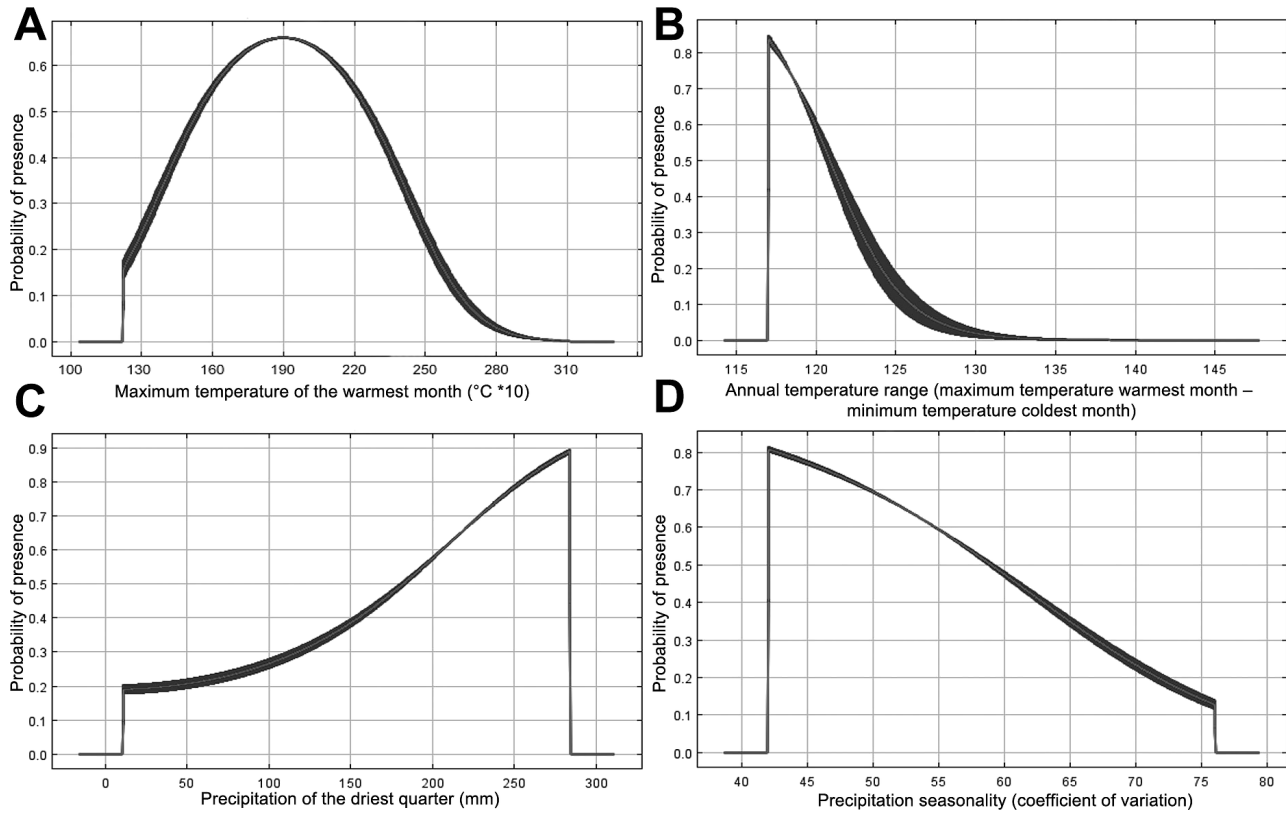 A
Probability of presence
0.6
0.5
0.4
0.3
0.2
0.1
0.0
100 130 160 190 220 250 280 310
Maximum temperature of the warmest month (°C *10)
B
Probability of presence
0.8
0.7
0.6
0.5
0.4
0.3
0.2
0.1
0.0
115 120 125 130 135 140 145
Annual temperature range (maximum temperature warmest month –
minimum temperature coldest month)
C
Probability of presence
0.9
0.8
0.7
0.6
0.5
0.4
0.3
0.2
0.1
0.0
0 50 100 150 200 250 300
Precipitation of the driest quarter (mm)
D
Probability of presence
0.8
0.7
0.6
0.5
0.4
0.3
0.2
0.1
0.0
40 45 50 55 60 65 70 75 80
Precipitation seasonality (coefficient of variation)